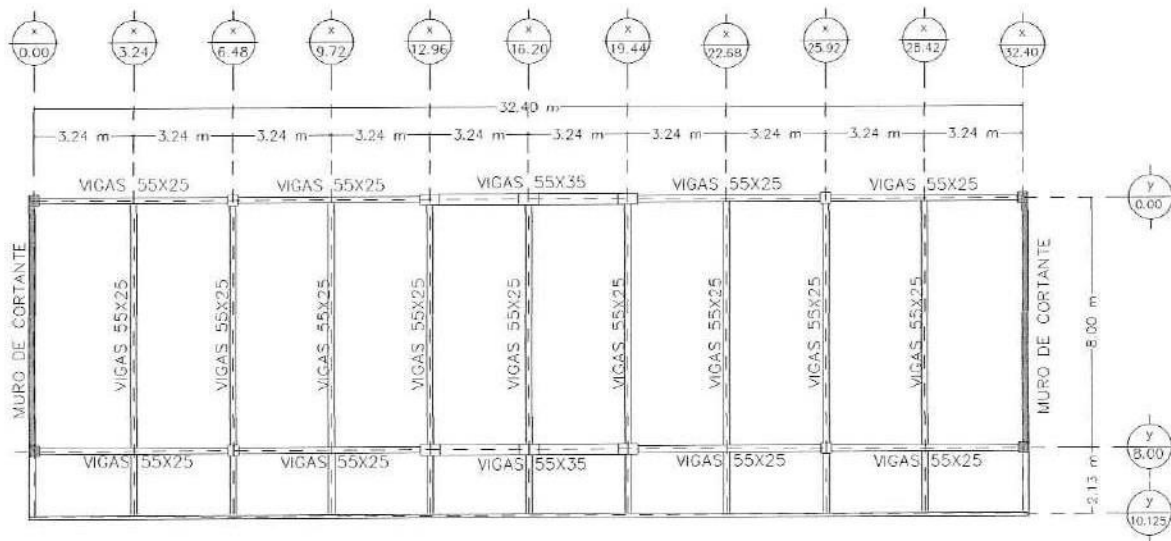 x x x x x x x x x x x
0.00 3.24 6.48 9.72 12.96 16.20 19.44 22.68 25.92 28.42 32.40
32.40 m
3.24 m 3.24 m 3.24 m 3.24 m 3.24 m 3.24 m 3.24 m 3.24 m 3.24 m 3.24 m
VIGAS 55X25 VIGAS 55X25 VIGAS 55X35 VIGAS 55X25 VIGAS 55X25
y
0.00
MURO DE CORTANTE
VIGAS 55X25
VIGAS 55X25
VIGAS 55X25
VIGAS 55X25
VIGAS 55X25
VIGAS 55X25
VIGAS 55X25
VIGAS 55X25
VIGAS 55X25
MURO DE CORTANTE
8.00 m
VIGAS 55X25 VIGAS 55X25 VIGAS 55X35 VIGAS 55X25 VIGAS 55X25
y
8.00
2.13 m
y
10.125